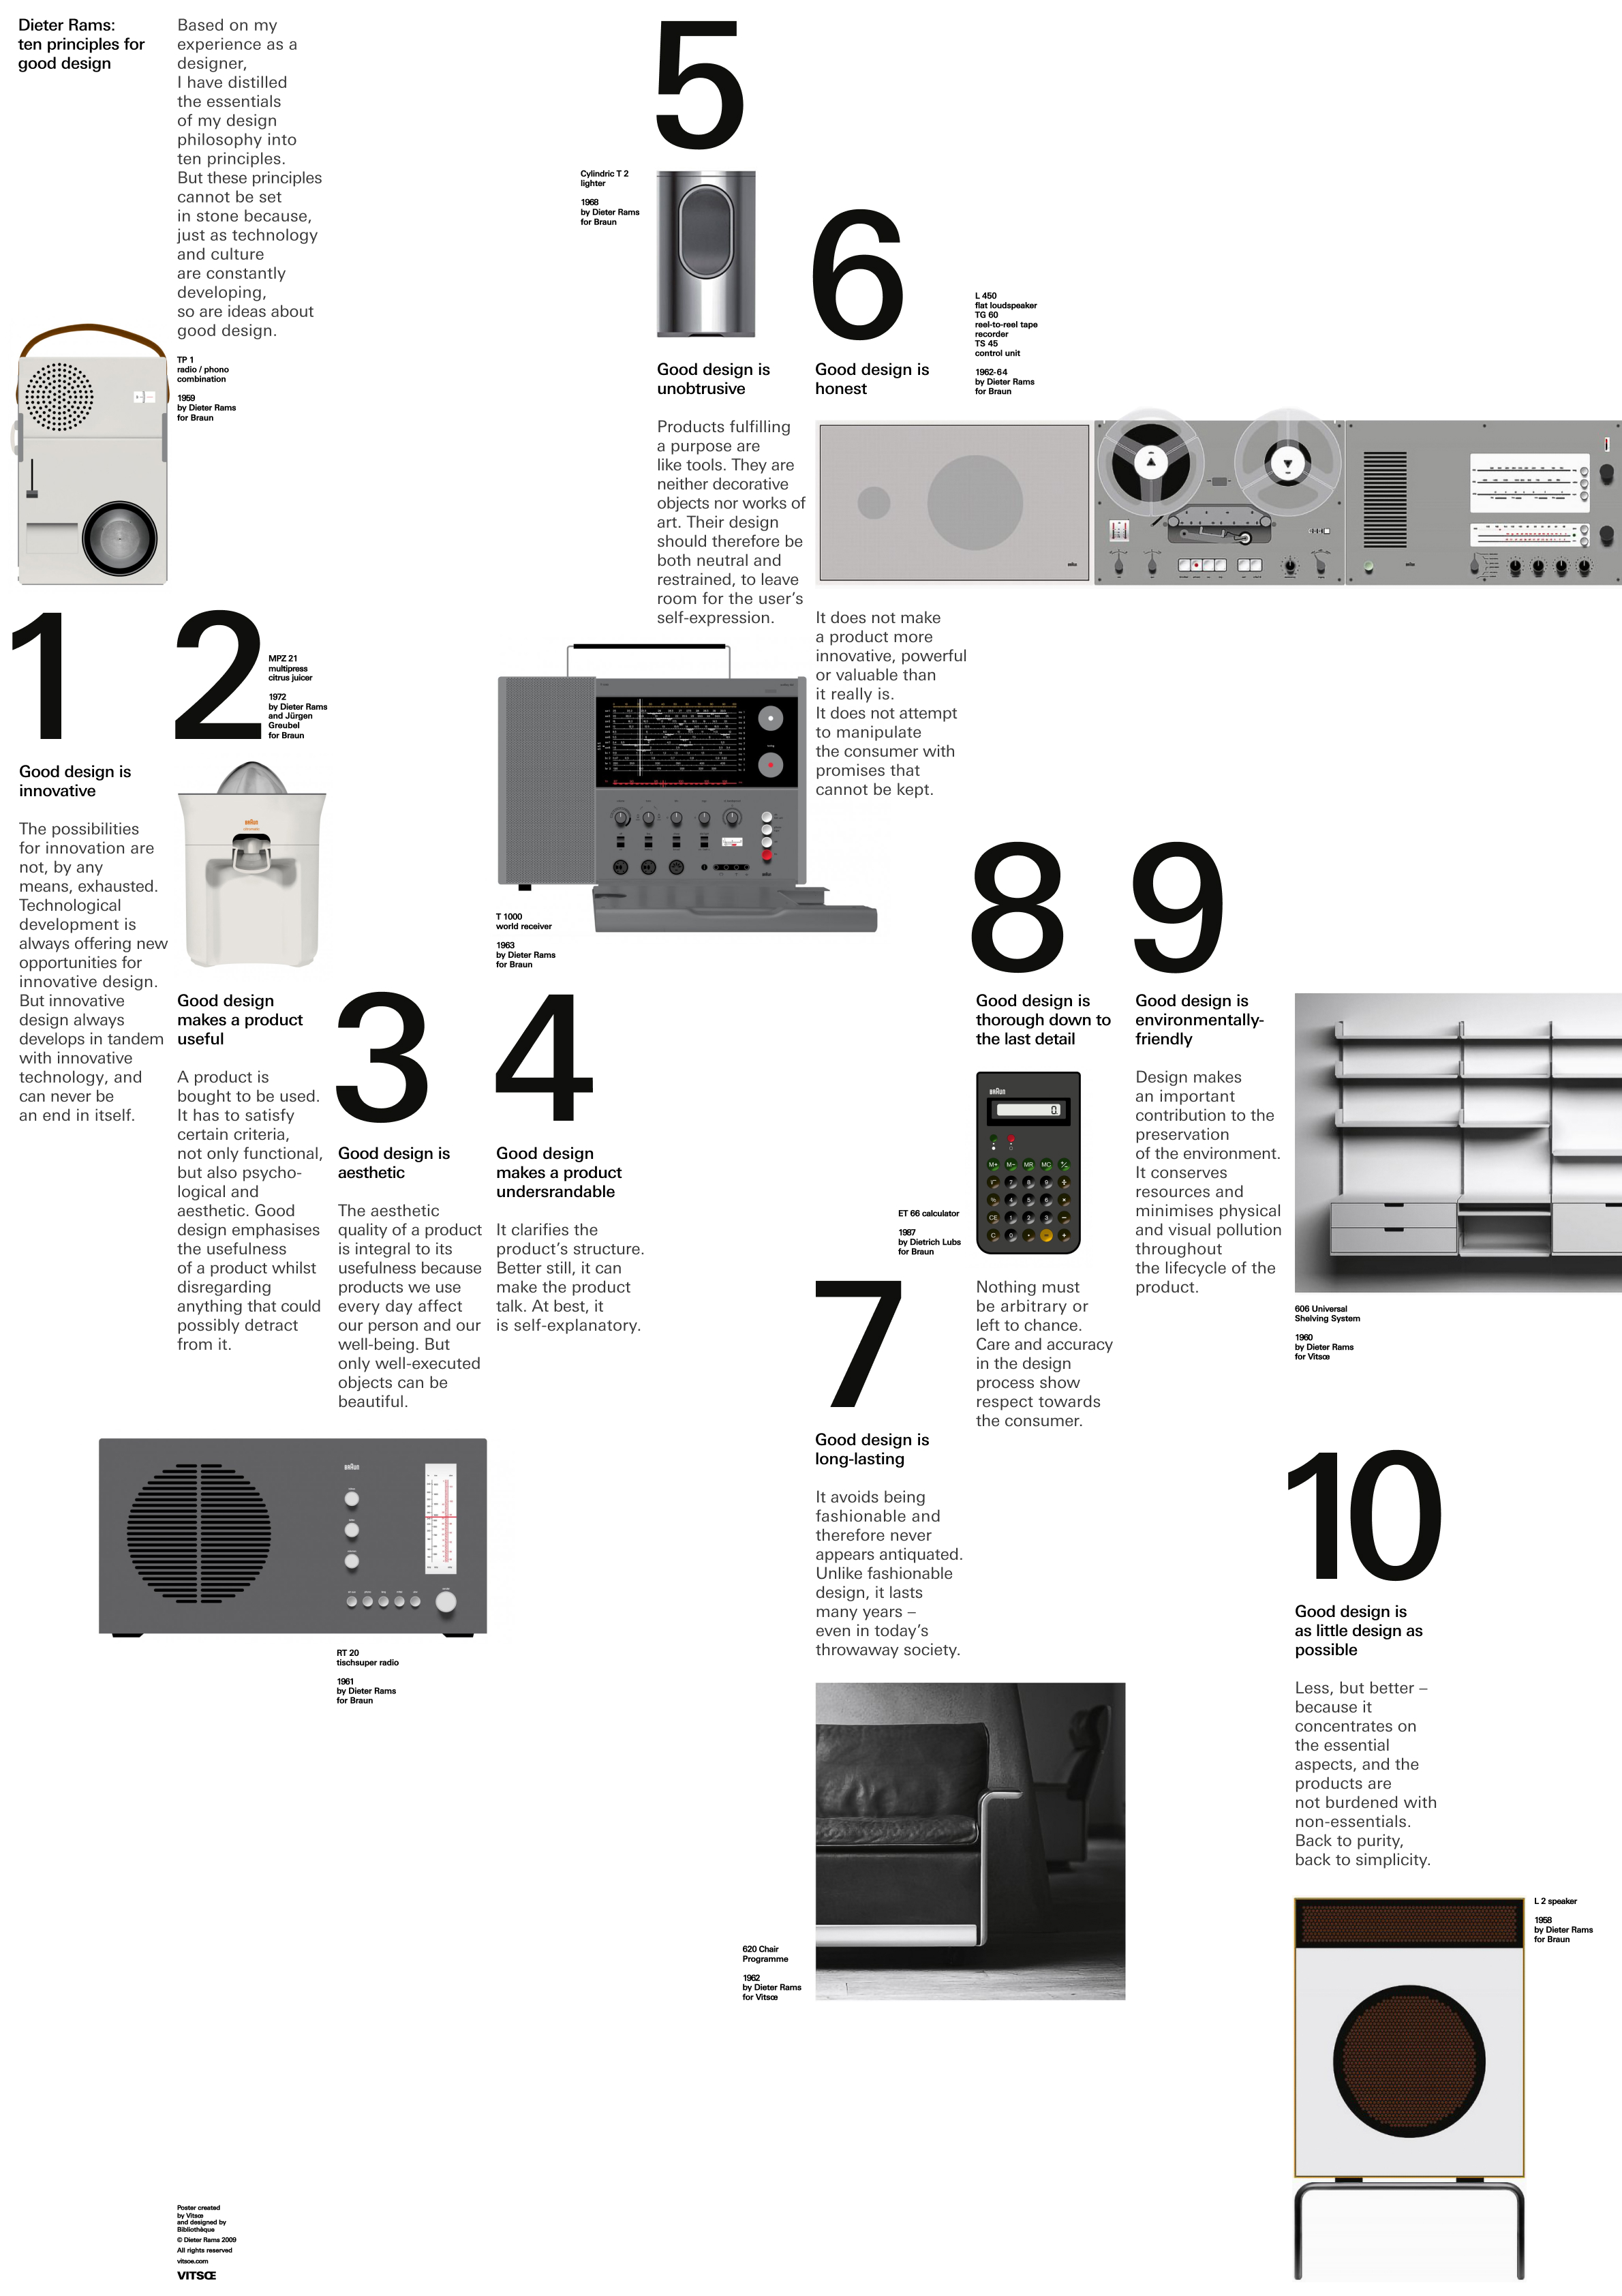 Dieter Rams:
ten principles for
good design
Based on my
experience as a
designer,
I have distilled
the essentials
of my design
philosophy into
ten principles.
But these principles
cannot be set
in stone because,
just as technology
and culture
are constantly
developing,
so are ideas about
good design.
TP 1
radio / phono
combination
1959
by Dieter Rams
for Braun
1
Good design is
innovative
The possibilities
for innovation are
not, by any
means, exhausted.
Technological
development is
always offering new
opportunities for
innovative design.
But innovative
design always
develops in tandem
with innovative
technology, and
can never be
an end in itself.
2
MPZ 21
multipress
citrus juicer
1972
by Dieter Rams
and Jürgen
Greubel
for Braun
BRAUN
Good design
makes a product
useful
A product is
bought to be used.
It has to satisfy
certain criteria,
not only functional,
but also psycho-
logical and
aesthetic. Good
design emphasises
the usefulness
of a product whilst
disregarding
anything that could
possibly detract
from it.
3
Good design is
aesthetic
The aesthetic
quality of a product
is integral to its
usefulness because
products we use
every day affect
our person and our
well-being. But
only well-executed
objects can be
beautiful.
BRAUN
RT 20
tischsuper radio
1961
by Dieter Rams
for Braun
T 1000
world receiver
1963
by Dieter Rams
for Braun
4
Good design
makes a product
undersrandable
It clarifies the
product's structure.
Better still, it can
make the product
talk. At best, it
is self-explanatory.
5
Cylindric T 2
lighter
1968
by Dieter Rams
for Braun
Good design is
unobtrusive
Products fulfilling
a purpose are
like tools. They are
neither decorative
objects nor works of
art. Their design
should therefore be
both neutral and
restrained, to leave
room for the user's
self-expression.
6
Good design is
honest
L 450
flat loudspeaker
TG 60
reel-to-reel tape
recorder
TS 45
control unit
1962-64
by Dieter Rams
for Braun
It does not make
a product more
innovative, powerful
or valuable than
it really is.
It does not attempt
to manipulate
the consumer with
promises that
cannot be kept.
7
Good design is
long-lasting
It avoids being
fashionable and
therefore never
appears antiquated.
Unlike fashionable
design, it lasts
many years –
even in today's
throwaway society.
620 Chair
Programme
1962
by Dieter Rams
for Vitsœ
8
Good design is
thorough down to
the last detail
BRAUN
0.
M+ M- MR MC
7 8 9 ÷
% 4 5 6
CE 1 2 3 −
C 0 . = +
ET 66 calculator
1987
by Dietrich Lubs
for Braun
Nothing must
be arbitrary or
left to chance.
Care and accuracy
in the design
process show
respect towards
the consumer.
9
Good design is
environmentally-
friendly
Design makes
an important
contribution to the
preservation
of the environment.
It conserves
resources and
minimises physical
and visual pollution
throughout
the lifecycle of the
product.
606 Universal
Shelving System
1960
by Dieter Rams
for Vitsœ
10
Good design is
as little design as
possible
Less, but better –
because it
concentrates on
the essential
aspects, and the
products are
not burdened with
non-essentials.
Back to purity,
back to simplicity.
L 2 speaker
1958
by Dieter Rams
for Braun
Poster created
by Vitsœ
and designed by
Bibliothèque
© Dieter Rams 2009
All rights reserved
vitsoe.com
VITSŒ